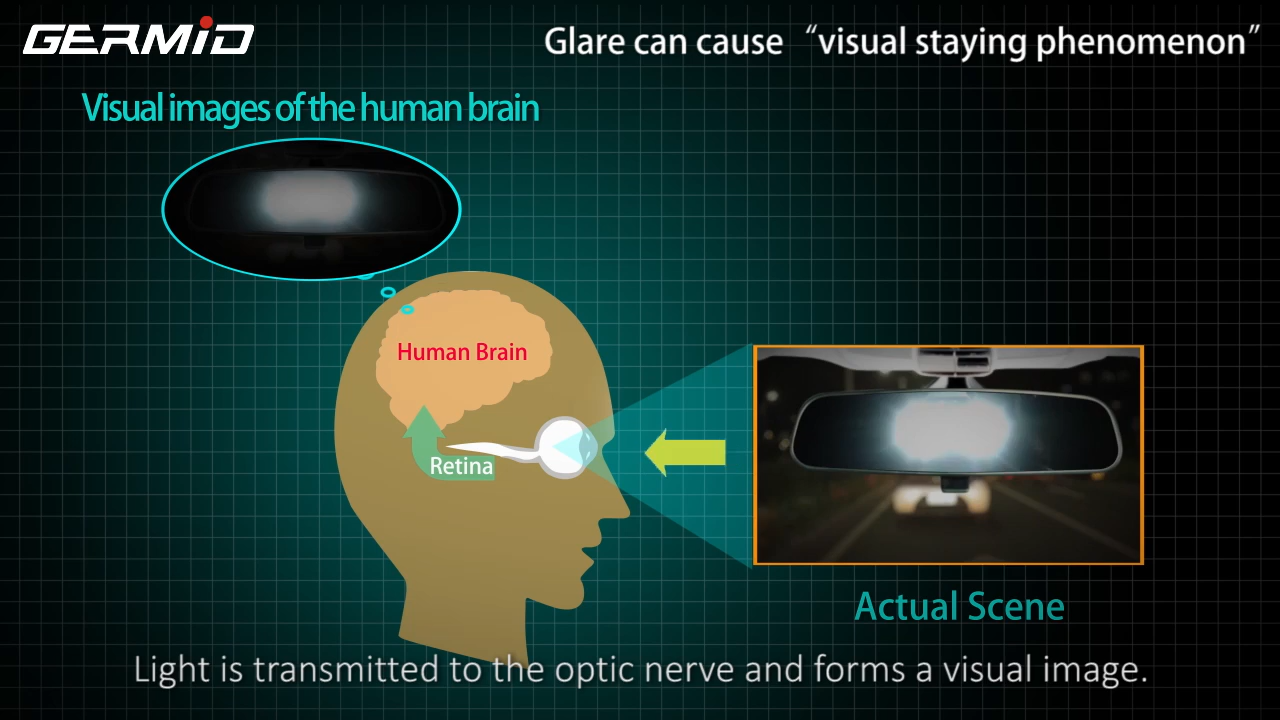 GERMID
Glare can cause “visual staying phenomenon”
Visual images of the human brain
Human Brain
Retina
Actual Scene
Light is transmitted to the optic nerve and forms a visual image.